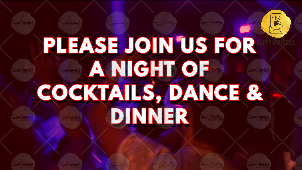 PLEASE JOIN US FOR
A NIGHT OF
COCKTAILS, DANCE &
DINNER